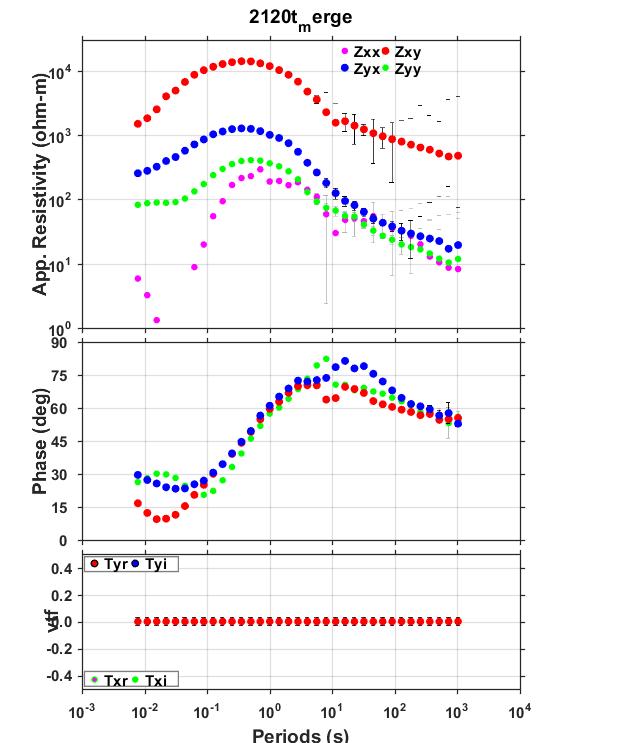 2120t_merge
Zxx Zxy
Zyx Zyy
App. Resistivity (ohm-m)
10^4
10^3
10^2
10^1
10^0
Phase (deg)
90
75
60
45
30
15
0
Tyr Tyi
vtf
0.4
0.2
0.0
-0.2
-0.4
Txr Txi
10^-3 10^-2 10^-1 10^0 10^1 10^2 10^3 10^4
Periods (s)